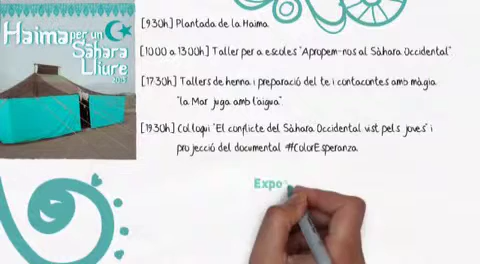 Haima per un
Sàhara
Lliure
[9:30h] Plantada de la Haima
[10:00 a 13:00h] Taller per a escoles "Apropem-nos al Sàhara Occidental"
[17:30h] Tallers de henna i preparació del te i contacontes amb màgia
"la Mar juga amb l'aigua".
[19:30h] Col·loqui "El conflicte del Sàhara Occidental vist pels joves" i
projecció del documental #ColorEsperanza.
Expo